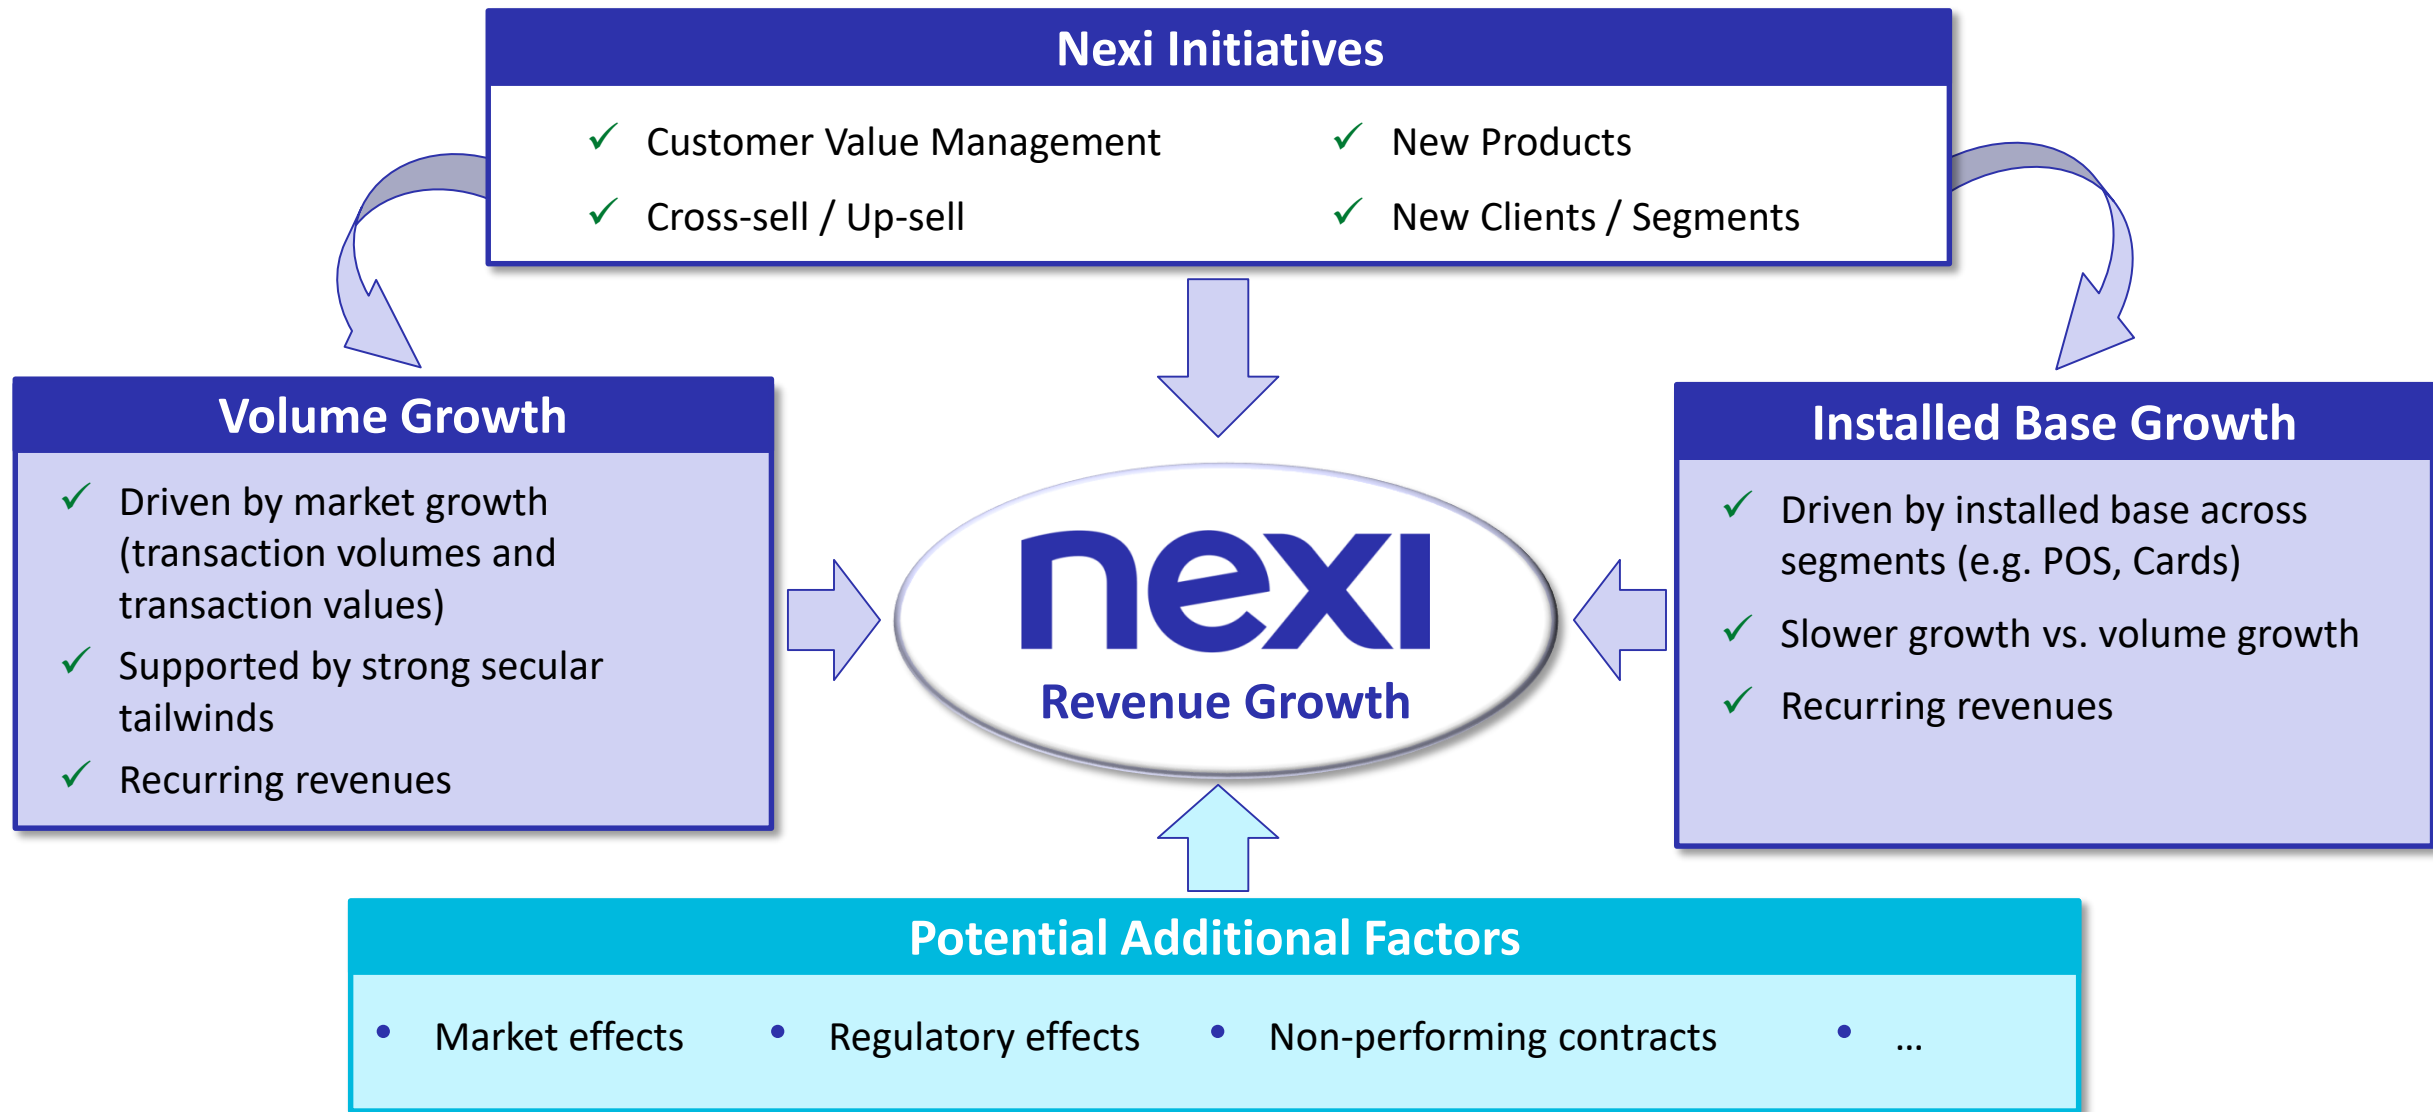 Nexi Initiatives
✓ Customer Value Management
✓ New Products
✓ Cross-sell / Up-sell
✓ New Clients / Segments
Volume Growth
✓ Driven by market growth
(transaction volumes and
transaction values)
✓ Supported by strong secular
tailwinds
✓ Recurring revenues
nexi
Revenue Growth
Installed Base Growth
✓ Driven by installed base across
segments (e.g. POS, Cards)
✓ Slower growth vs. volume growth
✓ Recurring revenues
Potential Additional Factors
• Market effects • Regulatory effects • Non-performing contracts • ...